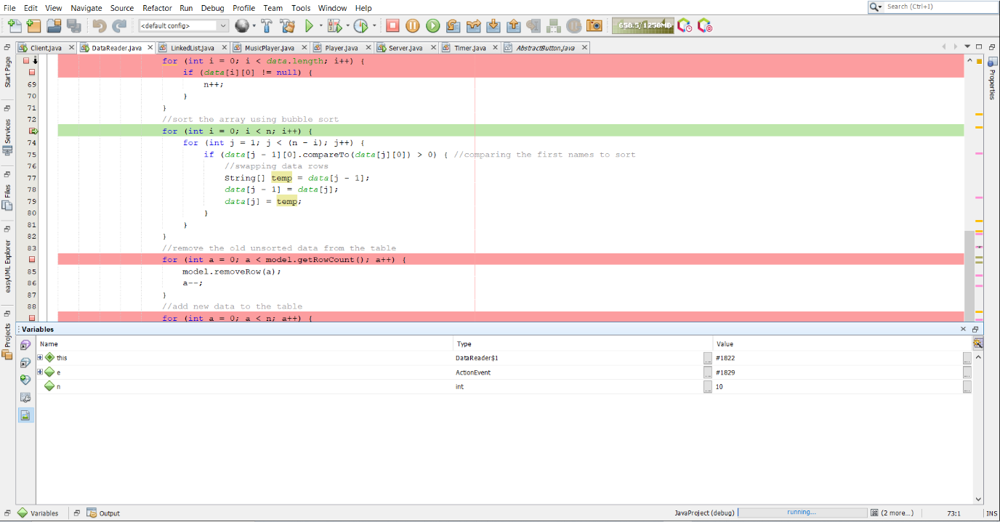 File Edit View Navigate Source Refactor Run Debug Profile Team Tools Window Help
Search (Ctrl+I)
<default config>
658.5/1250MB
Client.java DataReader.java LinkedList.java MusicPlayer.java Player.java Server.java Timer.java AbstractButton.java
Start Page
Services
Files
easyUML Explorer
Projects
Properties
for (int i = 0; i < data.length; i++) {
if (data[i][0] != null) {
69 n++;
70 }
71 }
72 //sort the array using bubble sort
for (int i = 0; i < n; i++) {
74 for (int j = 1; j < (n - i); j++) {
75 if (data[j - 1][0].compareTo(data[j][0]) > 0) { //comparing the first names to sort
76 //swapping data rows
77 String[] temp = data[j - 1];
78 data[j - 1] = data[j];
79 data[j] = temp;
80 }
81 }
82 }
83 //remove the old unsorted data from the table
for (int a = 0; a < model.getRowCount(); a++) {
85 model.removeRow(a);
86 a--;
87 }
88 //add new data to the table
for (int a = 0; a < n; a++) {
Variables
Name Type Value
this DataReader$1 ... #1822 ...
e ActionEvent ... #1829 ...
n int ... 10 ...
Variables Output JavaProject (debug) running... (2 more...) 73:1 INS